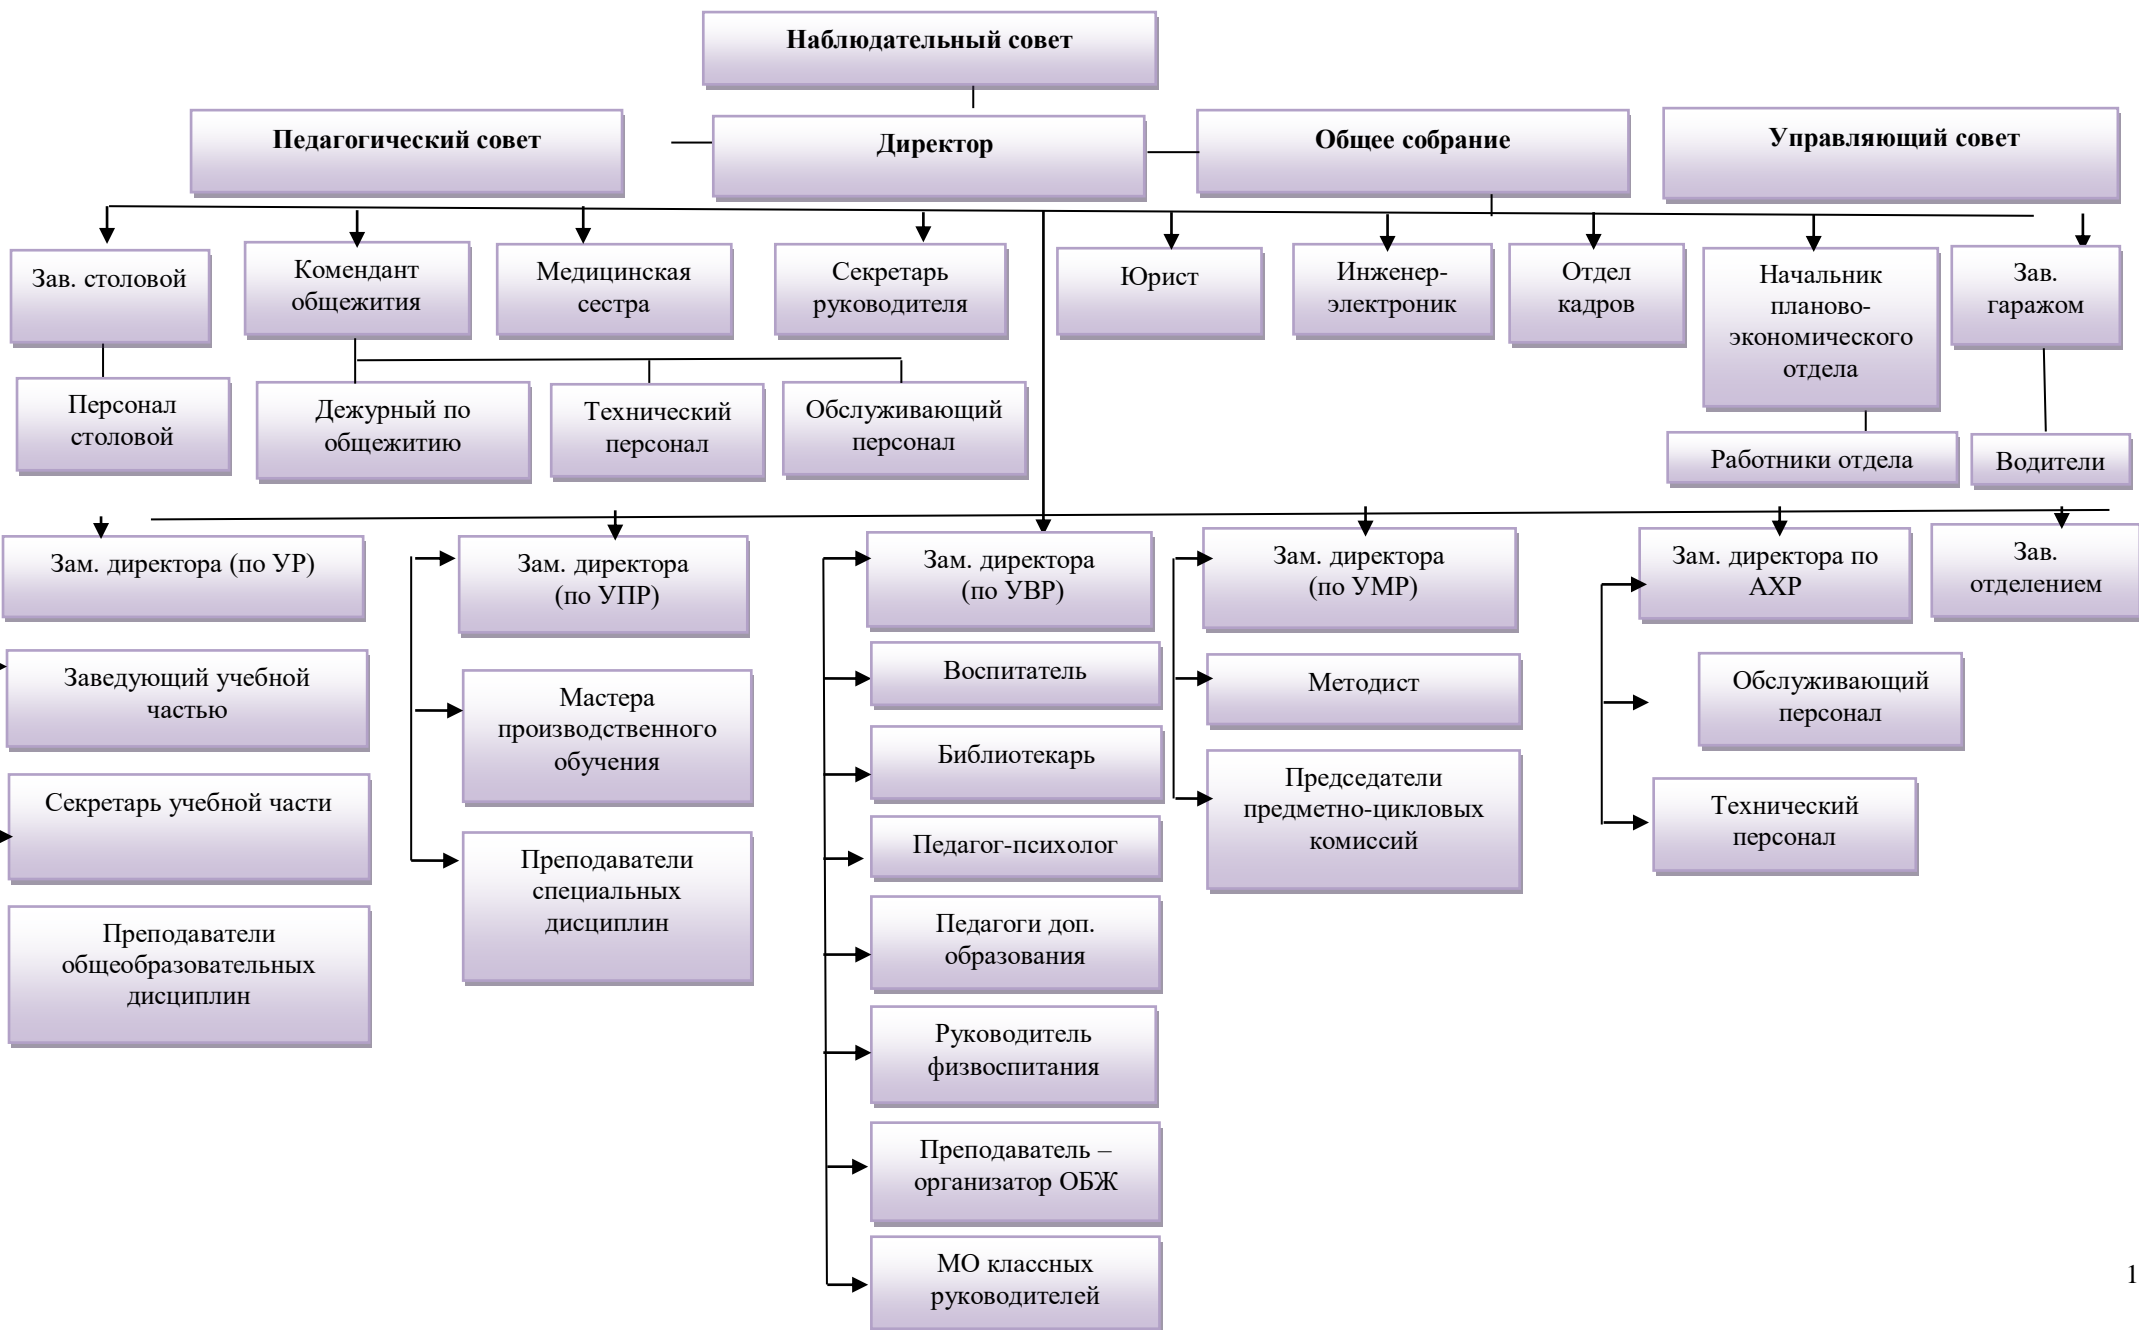 Наблюдательный совет
Педагогический совет
Директор
Общее собрание
Управляющий совет
Зав. столовой
Комендант
общежития
Медицинская
сестра
Секретарь
руководителя
Юрист
Инженер-
электроник
Отдел
кадров
Начальник
планово-
экономического
отдела
Зав.
гаражом
Персонал
столовой
Дежурный по
общежитию
Технический
персонал
Обслуживающий
персонал
Работники отдела
Водители
Зам. директора (по УР)
Заведующий учебной
частью
Секретарь учебной части
Преподаватели
общеобразовательных
дисциплин
Зам. директора
(по УПР)
Мастера
производственного
обучения
Преподаватели
специальных
дисциплин
Зам. директора
(по УВР)
Воспитатель
Библиотекарь
Педагог-психолог
Педагоги доп.
образования
Руководитель
физвоспитания
Преподаватель –
организатор ОБЖ
МО классных
руководителей
Зам. директора
(по УМР)
Методист
Председатели
предметно-цикловых
комиссий
Зам. директора по
АХР
Обслуживающий
персонал
Технический
персонал
Зав.
отделением
1